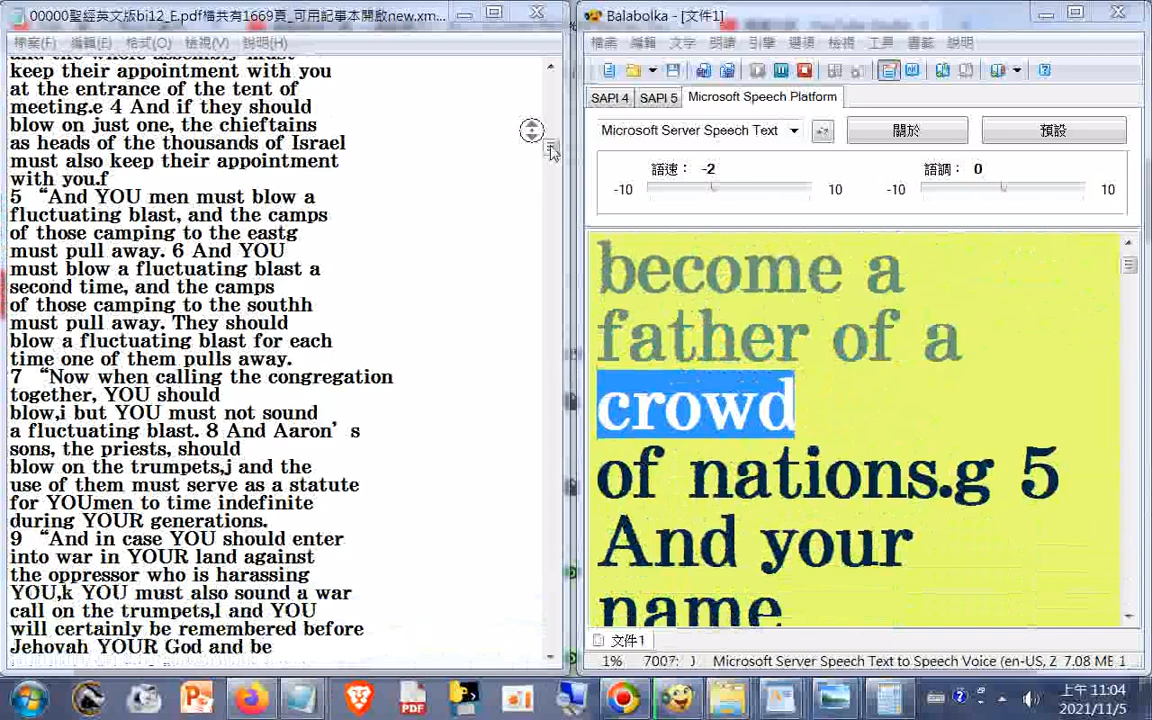 00000聖經英文版bi12_E.pdf檔共有1669頁_可用記事本開啟new.xm...
檔案(F) 編輯(E) 格式(O) 檢視(V) 說明(H)
keep their appointment with you
at the entrance of the tent of
meeting.e 4 And if they should
blow on just one, the chieftains
as heads of the thousands of Israel
must also keep their appointment
with you.f
5 “And YOU men must blow a
fluctuating blast, and the camps
of those camping to the eastg
must pull away. 6 And YOU
must blow a fluctuating blast a
second time, and the camps
of those camping to the southh
must pull away. They should
blow a fluctuating blast for each
time one of them pulls away.
7 “Now when calling the congregation
together, YOU should
blow,i but YOU must not sound
a fluctuating blast. 8 And Aaron’s
sons, the priests, should
blow on the trumpets,j and the
use of them must serve as a statute
for YOUmen to time indefinite
during YOUR generations.
9 “And in case YOU should enter
into war in YOUR land against
the oppressor who is harassing
YOU,k YOU must also sound a war
call on the trumpets,l and YOU
will certainly be remembered before
Jehovah YOUR God and be
Balabolka - [文件1]
檔案 編輯 文字 朗讀 引擎 選項 檢視 工具 書籤 說明
SAPI 4 SAPI 5 Microsoft Speech Platform
Microsoft Server Speech Text 關於 預設
語速： -2 語調： 0
-10 10 -10 10
become a
father of a
crowd
of nations.g 5
And your
name
文件1
1% 7007: Microsoft Server Speech Text to Speech Voice (en-US, Z 7.08 MB 1
PDF
上午 11:04
2021/11/5